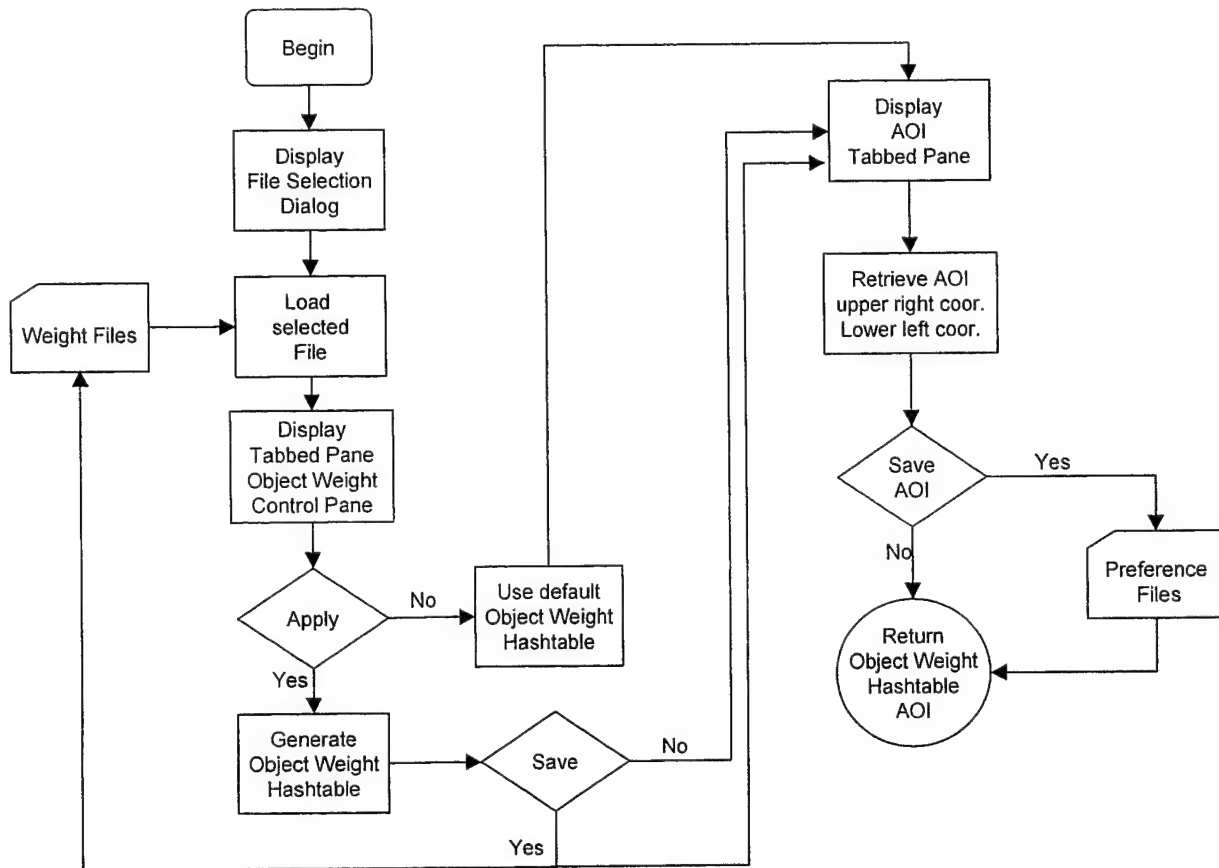 Begin
Display
File Selection
Dialog
Weight Files
Load
selected
File
Display
Tabbed Pane
Object Weight
Control Pane
Apply
No
Use default
Object Weight
Hashtable
Yes
Generate
Object Weight
Hashtable
Save
No
Yes
Display
AOI
Tabbed Pane
Retrieve AOI
upper right coor.
Lower left coor.
Save
AOI
Yes
No
Preference
Files
Return
Object Weight
Hashtable
AOI